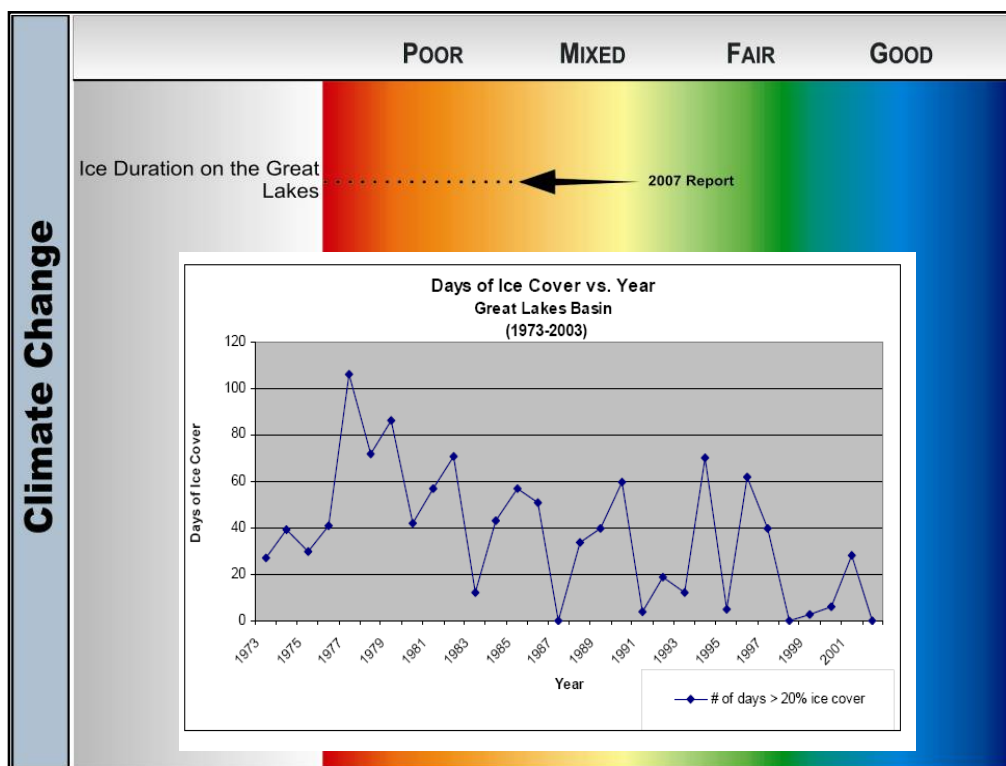 POOR MIXED FAIR GOOD
Climate Change
Ice Duration on the Great
Lakes
2007 Report
Days of Ice Cover vs. Year
Great Lakes Basin
(1973-2003)
Days of Ice Cover
120
100
80
60
40
20
0
1973 1975 1977 1979 1981 1983 1985 1987 1989 1991 1993 1995 1997 1999 2001
Year
# of days > 20% ice cover